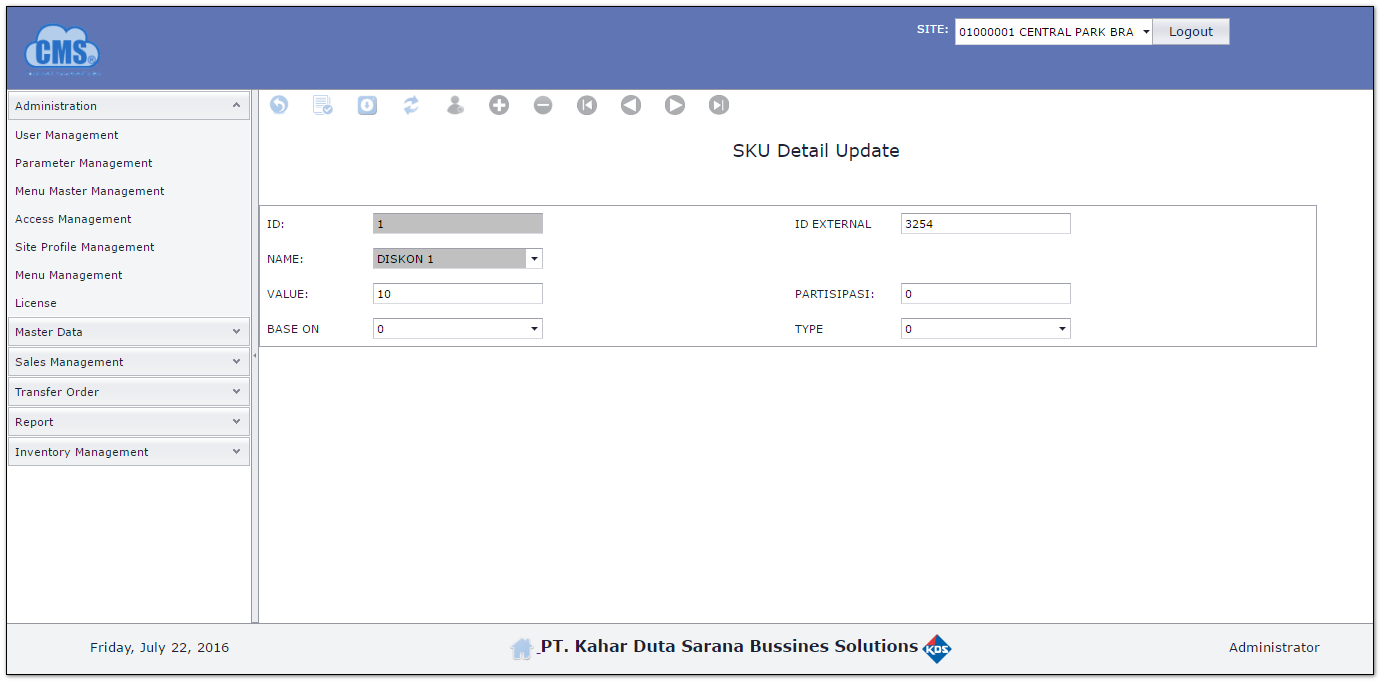 CMS
SITE: 01000001 CENTRAL PARK BRA Logout
Administration
User Management
Parameter Management
Menu Master Management
Access Management
Site Profile Management
Menu Management
License
Master Data
Sales Management
Transfer Order
Report
Inventory Management
SKU Detail Update
ID: 1 ID EXTERNAL 3254
NAME: DISKON 1
VALUE: 10 PARTISIPASI: 0
BASE ON 0 TYPE 0
Friday, July 22, 2016 PT. Kahar Duta Sarana Bussines Solutions KDS Administrator